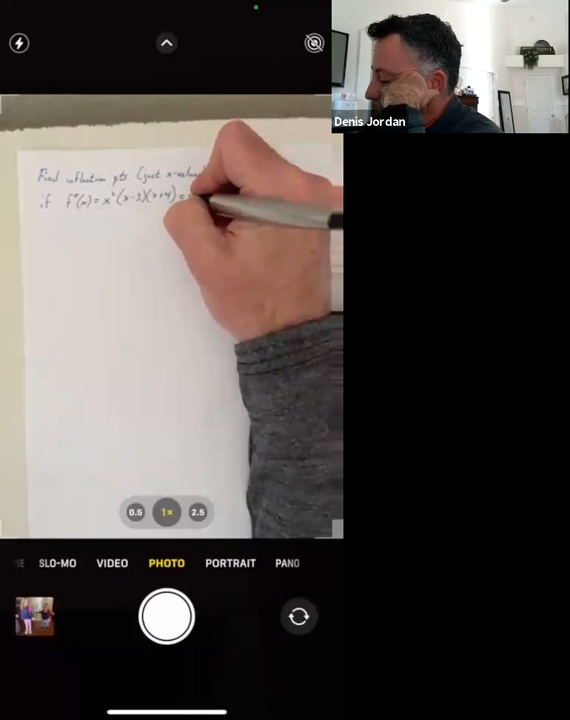 Denis Jordan
Find inflection pts. (just x-values
if f"(x) = x²(x-3)(x+4) =
0.5 1× 2.5
SLO-MO VIDEO PHOTO PORTRAIT PANO